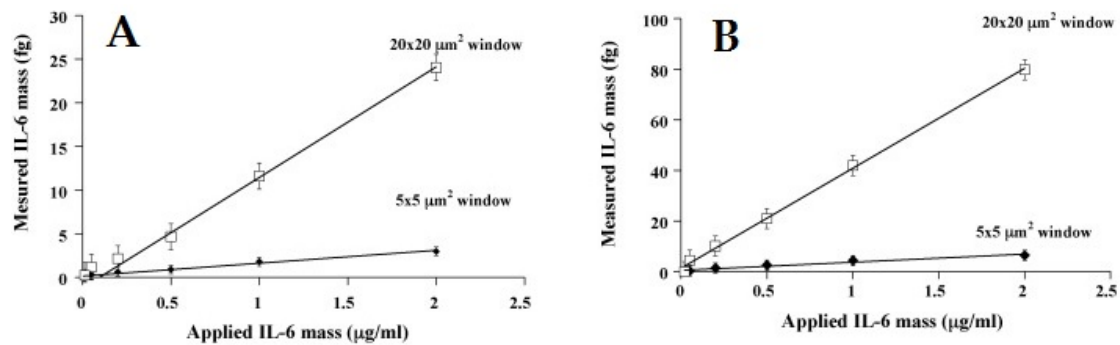 A
20x20 μm² window
5x5 μm² window
Mesured IL-6 mass (fg)
30
25
20
15
10
5
0
0
0.5
1
1.5
2
2.5
Applied IL-6 mass (μg/ml)
B
20x20 μm² window
5x5 μm² window
Measured IL-6 mass (fg)
100
80
60
40
20
0
0
0.5
1
1.5
2
2.5
Applied IL-6 mass (μg/ml)